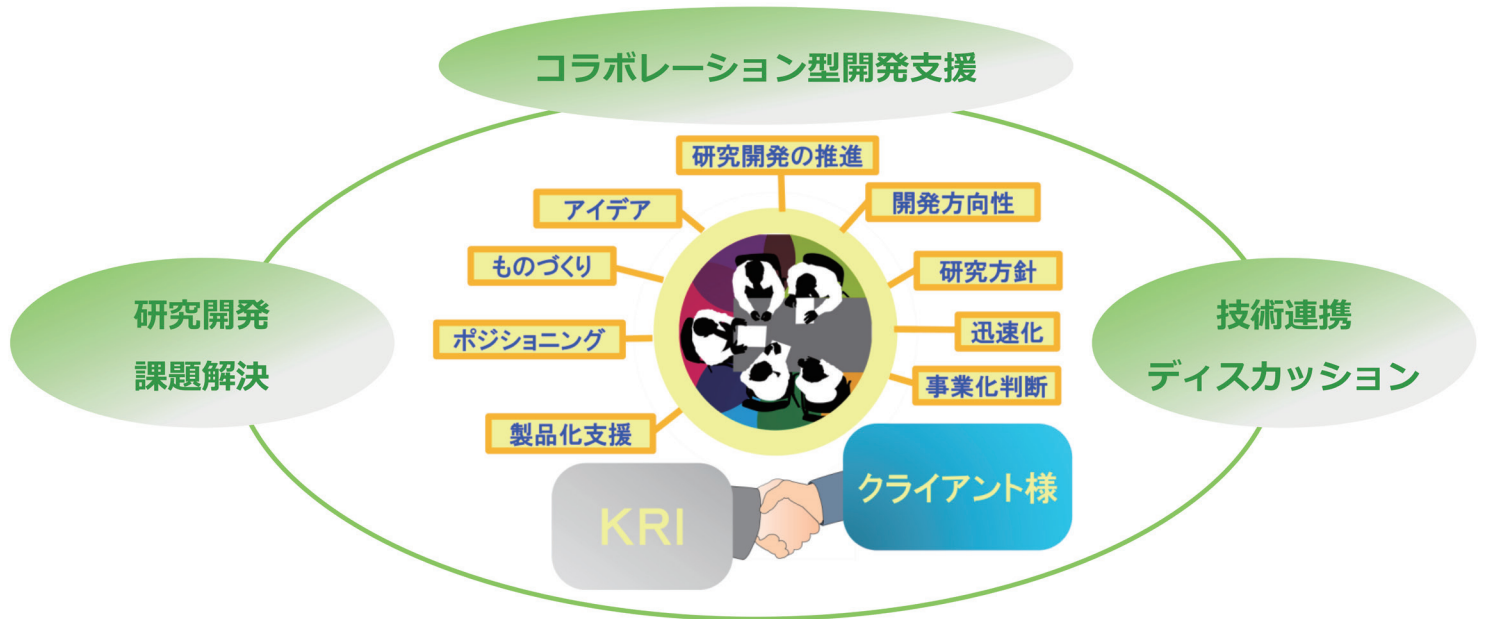 コラボレーション型開発支援
研究開発の推進
アイデア
開発方向性
ものづくり
研究方針
研究開発
課題解決
ポジショニング
迅速化
技術連携
ディスカッション
事業化判断
製品化支援
クライアント様
KRI